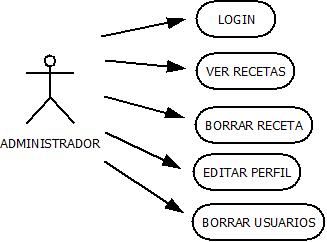 LOGIN
VER RECETAS
BORRAR RECETA
ADMINISTRADOR
EDITAR PERFIL
BORRAR USUARIOS